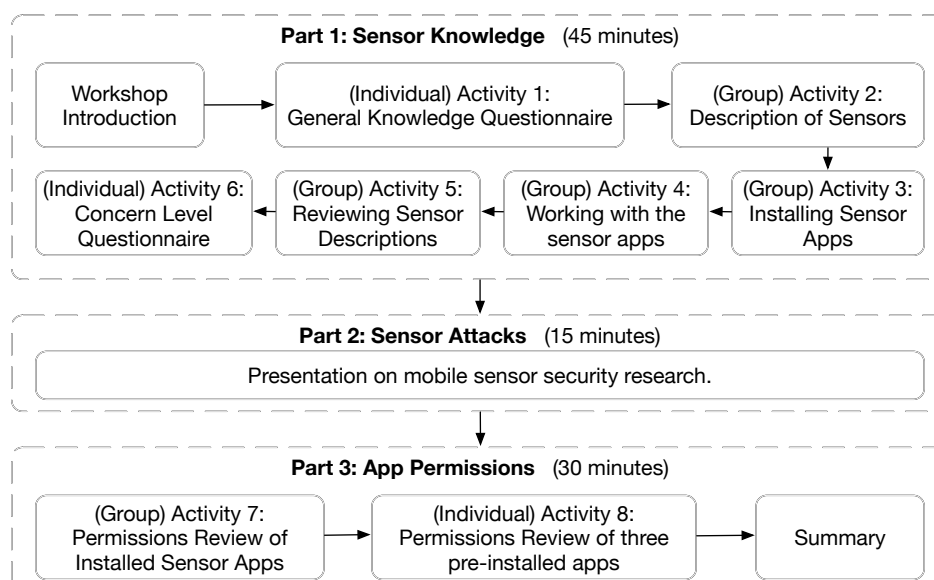 Part 1: Sensor Knowledge (45 minutes)
Workshop
Introduction
(Individual) Activity 1:
General Knowledge Questionnaire
(Group) Activity 2:
Description of Sensors
(Group) Activity 3:
Installing Sensor
Apps
(Group) Activity 4:
Working with the
sensor apps
(Group) Activity 5:
Reviewing Sensor
Descriptions
(Individual) Activity 6:
Concern Level
Questionnaire
Part 2: Sensor Attacks (15 minutes)
Presentation on mobile sensor security research.
Part 3: App Permissions (30 minutes)
(Group) Activity 7:
Permissions Review of
Installed Sensor Apps
(Individual) Activity 8:
Permissions Review of three
pre-installed apps
Summary